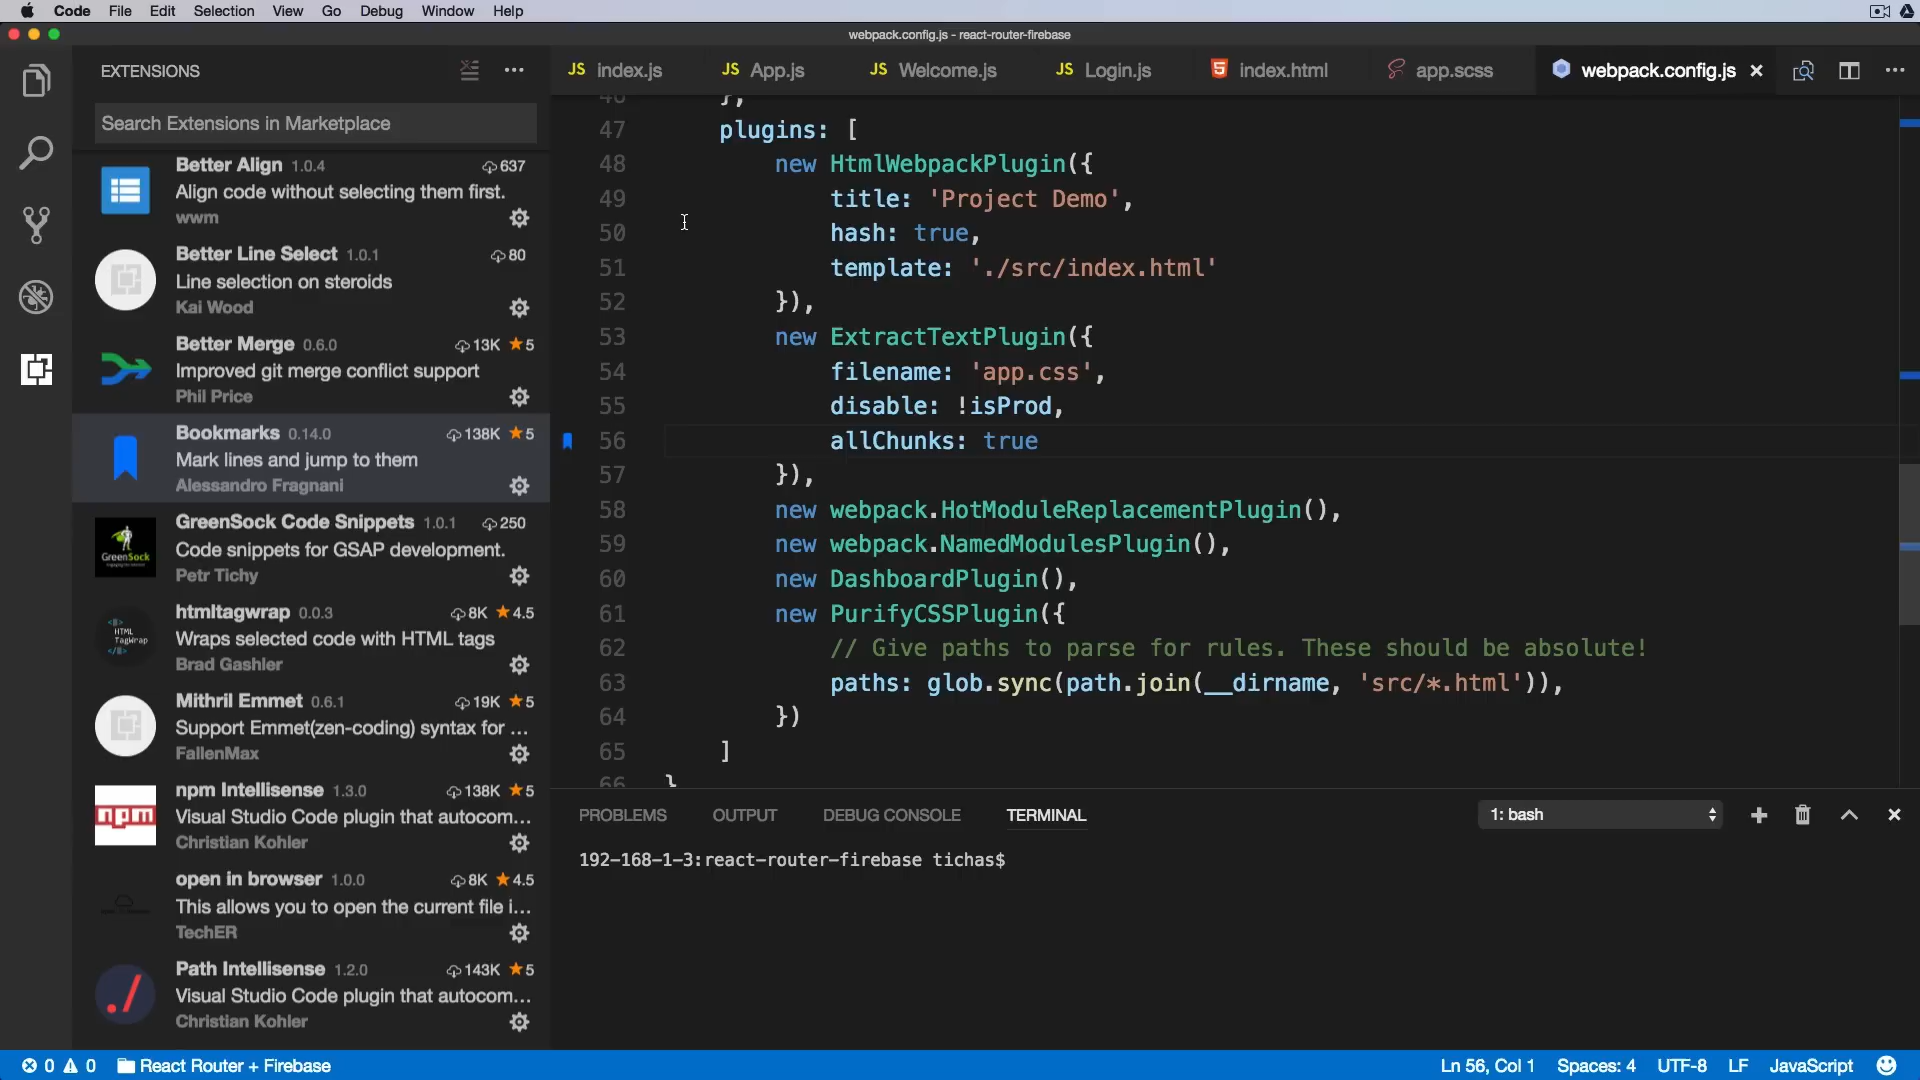 Code File Edit Selection View Go Debug Window Help
webpack.config.js - react-router-firebase
EXTENSIONS
Search Extensions in Marketplace
Better Align 1.0.4 637
Align code without selecting them first.
wwm
Better Line Select 1.0.1 80
Line selection on steroids
Kai Wood
Better Merge 0.6.0 13K ★5
Improved git merge conflict support
Phil Price
Bookmarks 0.14.0 138K ★5
Mark lines and jump to them
Alessandro Fragnani
GreenSock
GreenSock Code Snippets 1.0.1 250
Code snippets for GSAP development.
Petr Tichy
HTML
TagWrap
htmltagwrap 0.0.3 8K ★4.5
Wraps selected code with HTML tags
Brad Gashler
Mithril Emmet 0.6.1 19K ★5
Support Emmet(zen-coding) syntax for ...
FallenMax
npm
npm Intellisense 1.3.0 138K ★5
Visual Studio Code plugin that autocom...
Christian Kohler
open in browser 1.0.0 8K ★4.5
This allows you to open the current file i...
TechER
./
Path Intellisense 1.2.0 143K ★5
Visual Studio Code plugin that autocom...
Christian Kohler
JS index.js JS App.js JS Welcome.js JS Login.js 5 index.html app.scss webpack.config.js
46 },
47 plugins: [
48 new HtmlWebpackPlugin({
49 title: 'Project Demo',
50 hash: true,
51 template: './src/index.html'
52 }),
53 new ExtractTextPlugin({
54 filename: 'app.css',
55 disable: !isProd,
56 allChunks: true
57 }),
58 new webpack.HotModuleReplacementPlugin(),
59 new webpack.NamedModulesPlugin(),
60 new DashboardPlugin(),
61 new PurifyCSSPlugin({
62 // Give paths to parse for rules. These should be absolute!
63 paths: glob.sync(path.join(__dirname, 'src/*.html')),
64 })
65 ]
66 }
PROBLEMS OUTPUT DEBUG CONSOLE TERMINAL 1: bash
192-168-1-3:react-router-firebase tichas$
0 0 React Router + Firebase Ln 56, Col 1 Spaces: 4 UTF-8 LF JavaScript